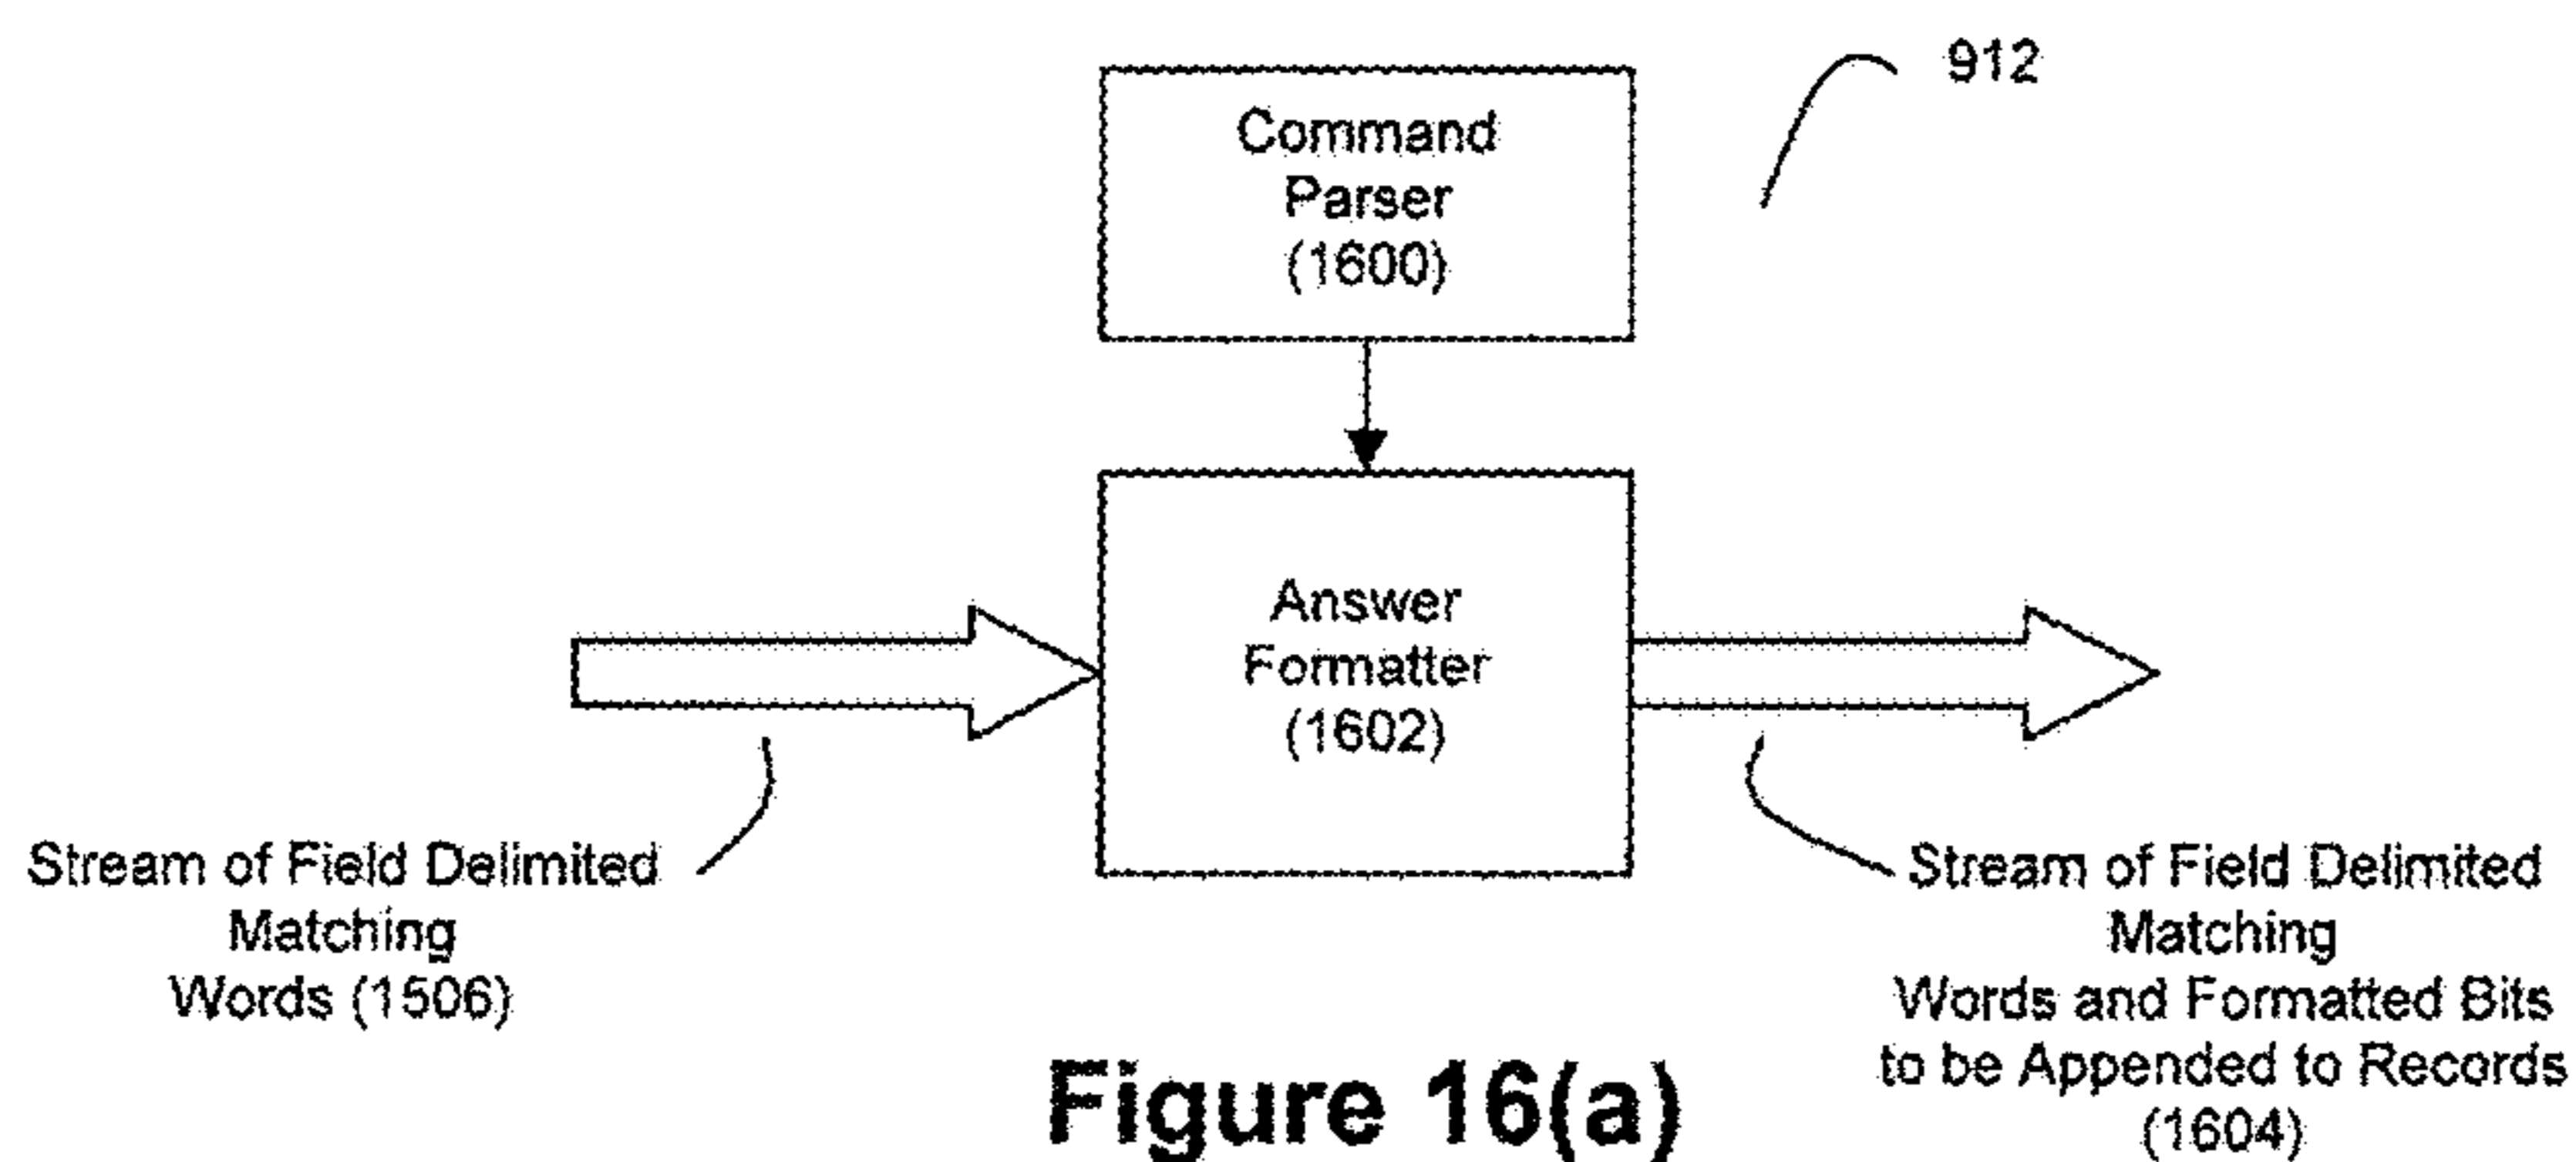 912
Command
Parser
(1600)
Answer
Formatter
(1602)
Stream of Field Delimited
Matching
Words (1506)
Stream of Field Delimited
Matching
Words and Formatted Bits
to be Appended to Records
(1604)
Figure 16(a)